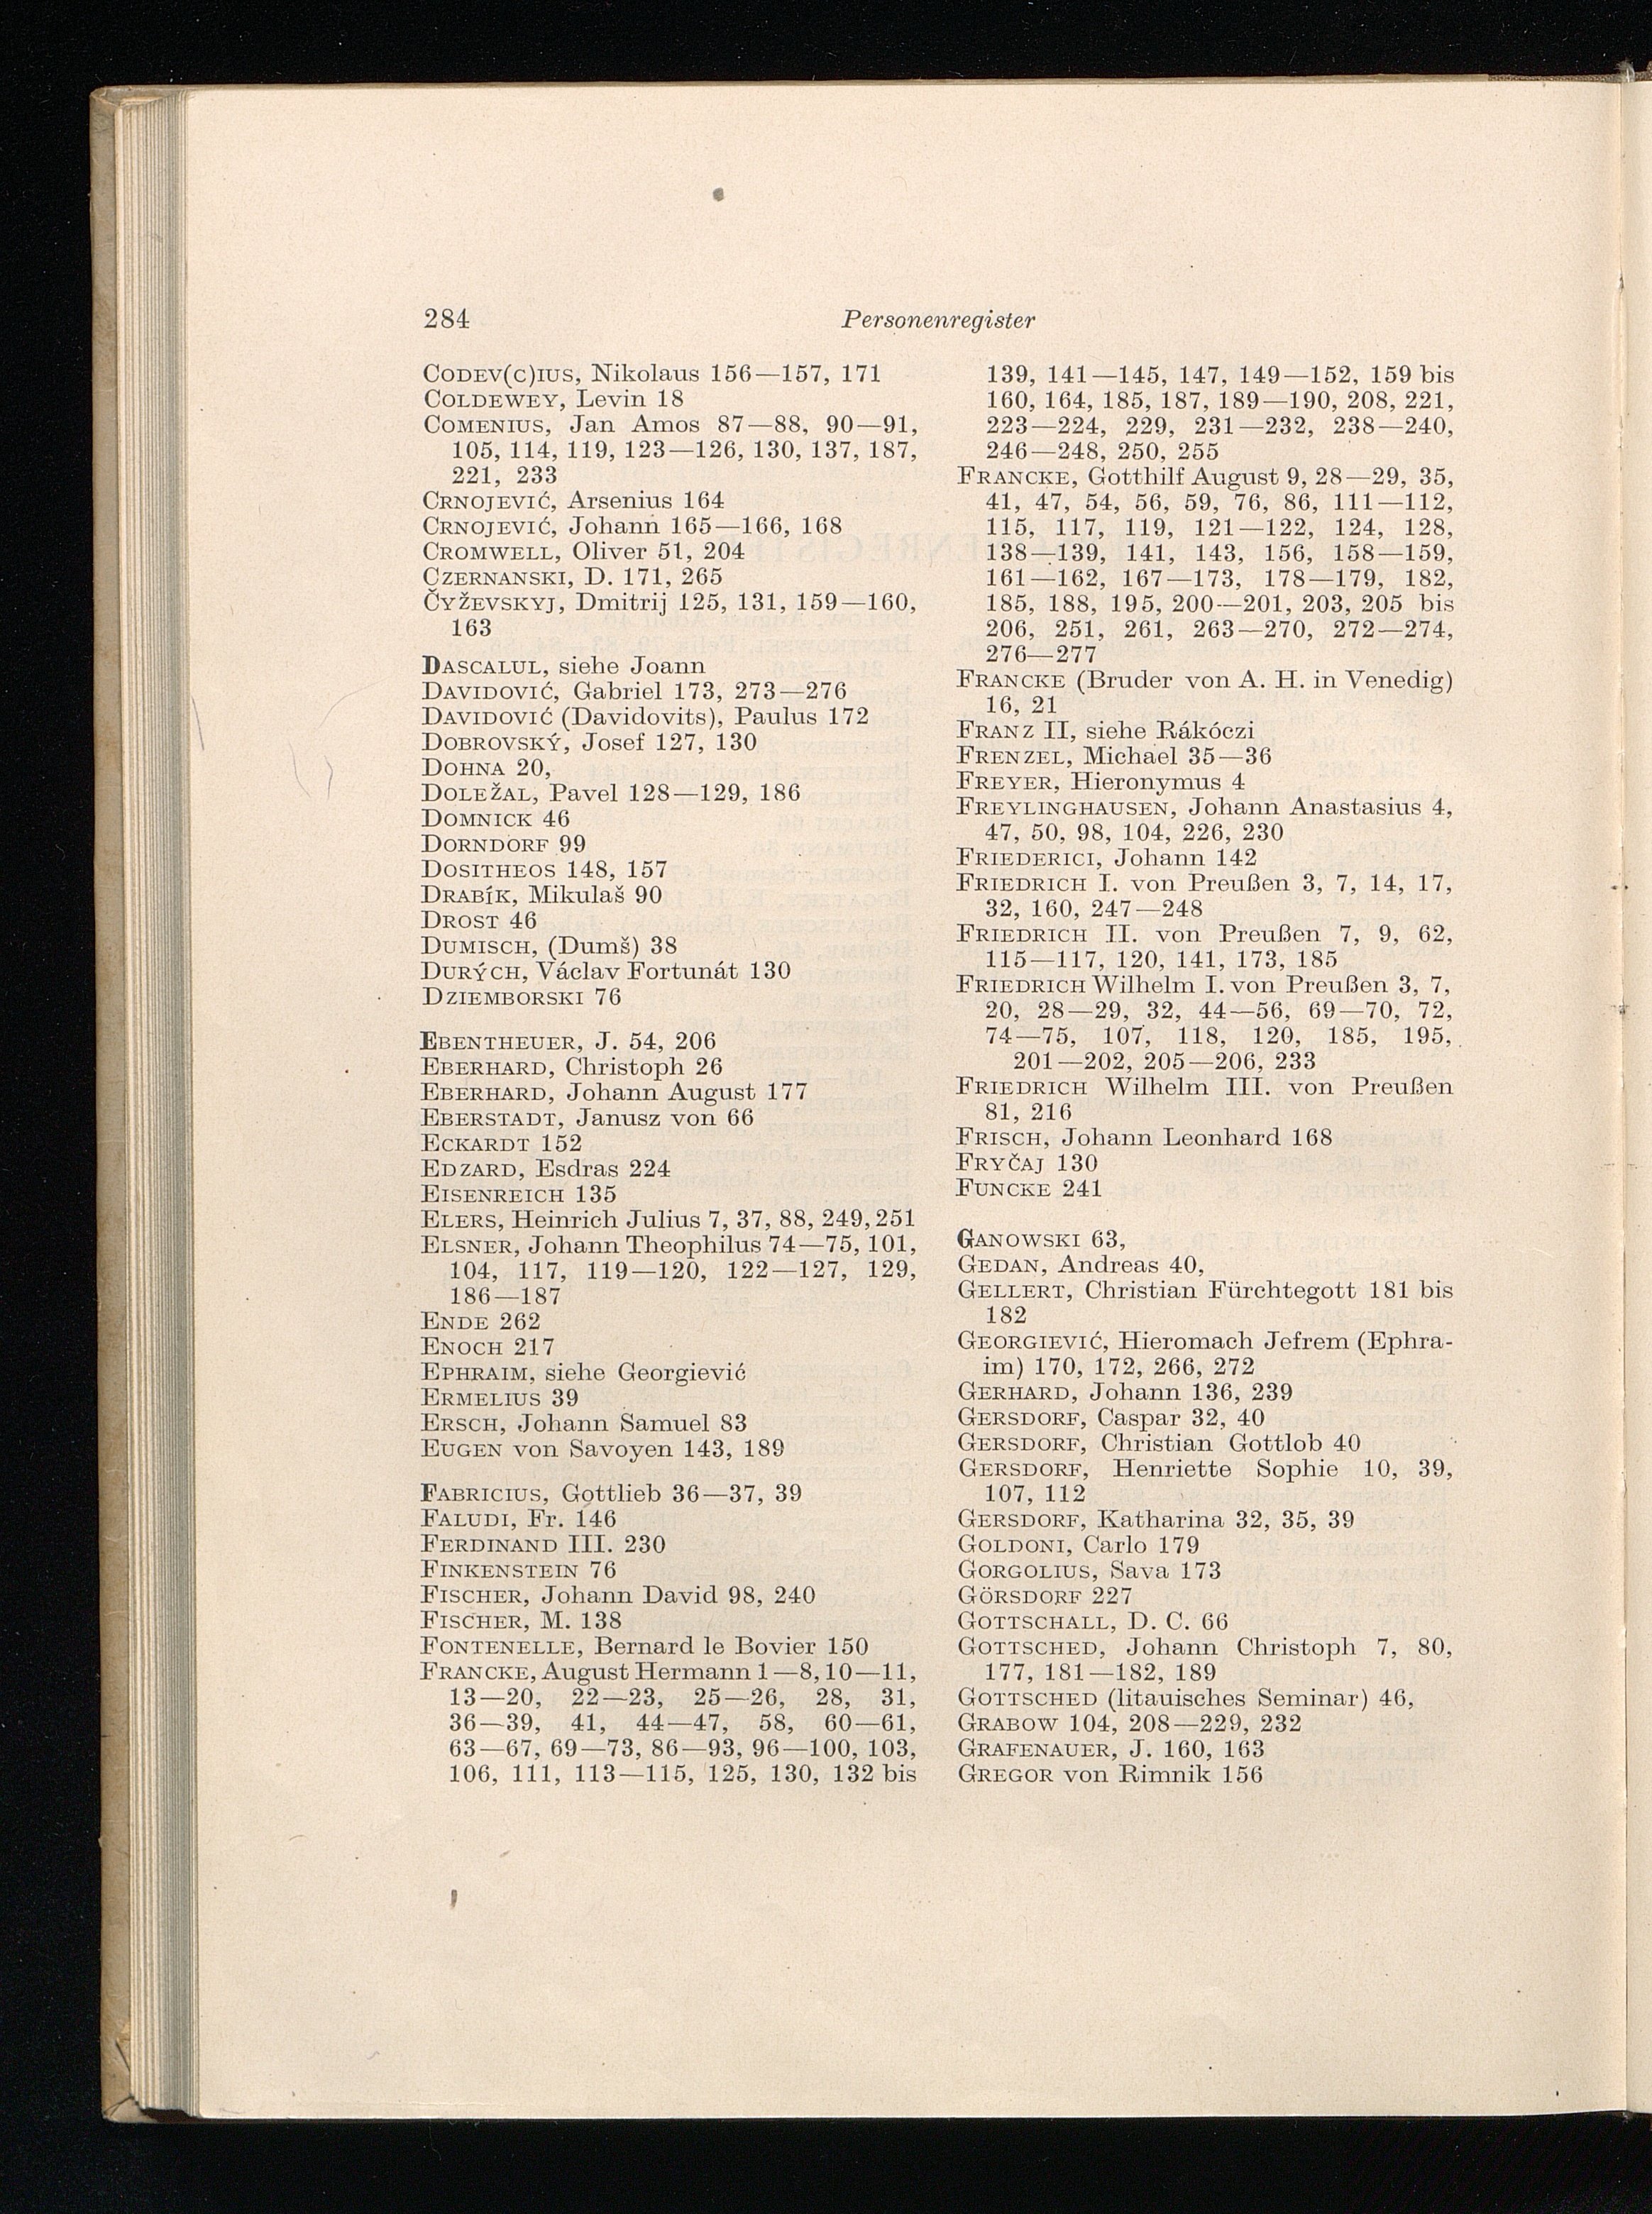 284
Personenregister
CODEV(C)IUS, Nikolaus 156—157, 171
COLDEWEY, Levin 18
COMENIUS, Jan Amos 87—88, 90—91,
105, 114, 119, 123—126, 130, 137, 187,
221, 233
CRNOJEVIĆ, Arsenius 164
CRNOJEVIĆ, Johann 165—166, 168
CROMWELL, Oliver 51, 204
CZERNANSKI, D. 171, 265
ČYŽEVSKYJ, Dmitrij 125, 131, 159—160,
163
DASCALUL, siehe Joann
DAVIDOVIĆ, Gabriel 173, 273—276
DAVIDOVIĆ (Davidovits), Paulus 172
DOBROVSKÝ, Josef 127, 130
DOHNA 20,
DOLEŽAL, Pavel 128—129, 186
DOMNICK 46
DORNDORF 99
DOSITHEOS 148, 157
DRABÍK, Mikulaš 90
DROST 46
DUMISCH, (Dumš) 38
DURÝCH, Václav Fortunát 130
DZIEMBORSKI 76
EBENTHEUER, J. 54, 206
EBERHARD, Christoph 26
EBERHARD, Johann August 177
EBERSTADT, Janusz von 66
ECKARDT 152
EDZARD, Esdras 224
EISENREICH 135
ELERS, Heinrich Julius 7, 37, 88, 249, 251
ELSNER, Johann Theophilus 74—75, 101,
104, 117, 119—120, 122—127, 129,
186—187
ENDE 262
ENOCH 217
EPHRAIM, siehe Georgiević
ERMELIUS 39
ERSCH, Johann Samuel 83
EUGEN von Savoyen 143, 189
FABRICIUS, Gottlieb 36—37, 39
FALUDI, Fr. 146
FERDINAND III. 230
FINKENSTEIN 76
FISCHER, Johann David 98, 240
FISCHER, M. 138
FONTENELLE, Bernard le Bovier 150
FRANCKE, August Hermann 1—8, 10—11,
13—20, 22—23, 25—26, 28, 31,
36—39, 41, 44—47, 58, 60—61,
63—67, 69—73, 86—93, 96—100, 103,
106, 111, 113—115, 125, 130, 132 bis
139, 141—145, 147, 149—152, 159 bis
160, 164, 185, 187, 189—190, 208, 221,
223—224, 229, 231—232, 238—240,
246—248, 250, 255
FRANCKE, Gotthilf August 9, 28—29, 35,
41, 47, 54, 56, 59, 76, 86, 111—112,
115, 117, 119, 121—122, 124, 128,
138—139, 141, 143, 156, 158—159,
161—162, 167—173, 178—179, 182,
185, 188, 195, 200—201, 203, 205 bis
206, 251, 261, 263—270, 272—274,
276—277
FRANCKE (Bruder von A. H. in Venedig)
16, 21
FRANZ II, siehe Rákóczi
FRENZEL, Michael 35—36
FREYER, Hieronymus 4
FREYLINGHAUSEN, Johann Anastasius 4,
47, 50, 98, 104, 226, 230
FRIEDERICI, Johann 142
FRIEDRICH I. von Preußen 3, 7, 14, 17,
32, 160, 247—248
FRIEDRICH II. von Preußen 7, 9, 62,
115—117, 120, 141, 173, 185
FRIEDRICH Wilhelm I. von Preußen 3, 7,
20, 28—29, 32, 44—56, 69—70, 72,
74—75, 107, 118, 120, 185, 195,
201—202, 205—206, 233
FRIEDRICH Wilhelm III. von Preußen
81, 216
FRISCH, Johann Leonhard 168
FRYČAJ 130
FUNCKE 241
GANOWSKI 63,
GEDAN, Andreas 40,
GELLERT, Christian Fürchtegott 181 bis
182
GEORGIEVIĆ, Hieromach Jefrem (Ephra-
im) 170, 172, 266, 272
GERHARD, Johann 136, 239
GERSDORF, Caspar 32, 40
GERSDORF, Christian Gottlob 40
GERSDORF, Henriette Sophie 10, 39,
107, 112
GERSDORF, Katharina 32, 35, 39
GOLDONI, Carlo 179
GORGOLIUS, Sava 173
GÖRSDORF 227
GOTTSCHALL, D. C. 66
GOTTSCHED, Johann Christoph 7, 80,
177, 181—182, 189
GOTTSCHED (litauisches Seminar) 46,
GRABOW 104, 208—229, 232
GRAFENAUER, J. 160, 163
GREGOR von Rimnik 156